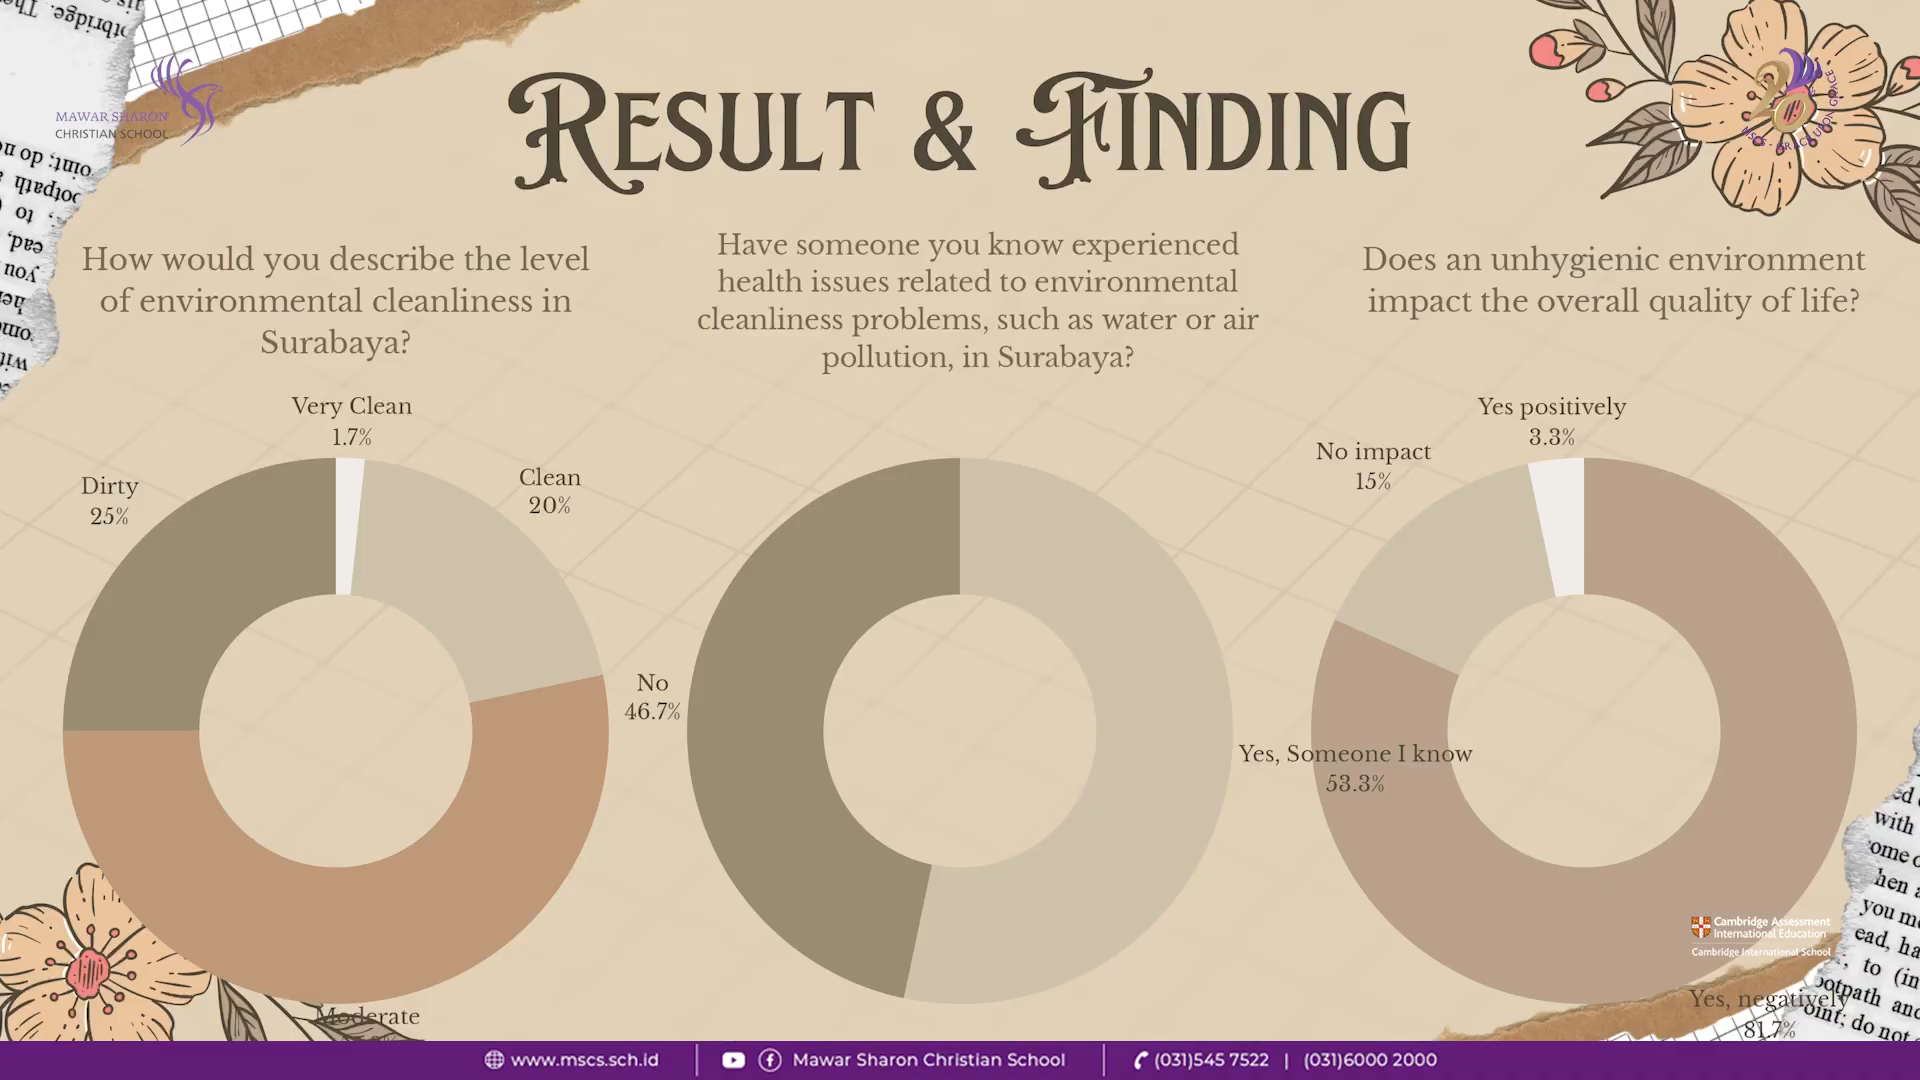 RESULT & FINDING
MAWAR SHARON
CHRISTIAN SCHOOL
How would you describe the level
of environmental cleanliness in
Surabaya?
Very Clean
1.7%
Clean
20%
Dirty
25%
Moderate
Have someone you know experienced
health issues related to environmental
cleanliness problems, such as water or air
pollution, in Surabaya?
No
46.7%
Yes, Someone I know
53.3%
Does an unhygienic environment
impact the overall quality of life?
Yes positively
3.3%
No impact
15%
Yes, negatively
81.7%
Cambridge Assessment
International Education
Cambridge International School
www.mscs.sch.id
Mawar Sharon Christian School
(031)545 7522 | (031)6000 2000